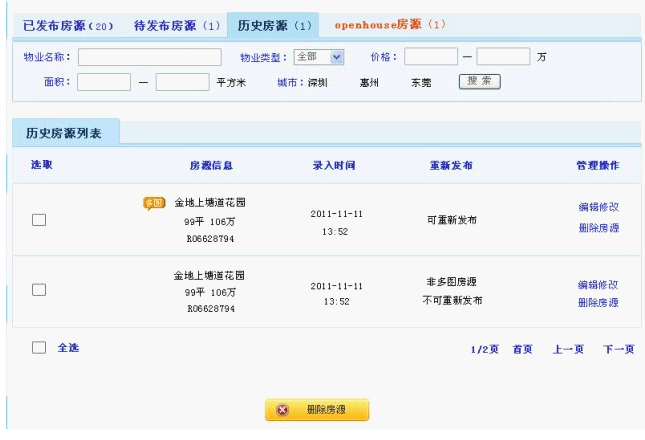 已发布房源(20) 待发布房源(1) 历史房源(1) openhouse房源(1)
物业名称: 物业类型: 全部 价格: — 万
面积: — 平方米 城市: 深圳 惠州 东莞 搜 索
历史房源列表
选取 房源信息 录入时间 重新发布 管理操作
多图 金地上塘道花园
99平 106万
R06628794
2011-11-11
13:52
可重新发布
编辑修改
删除房源
金地上塘道花园
99平 106万
R06628794
2011-11-11
13:52
非多图房源
不可重新发布
编辑修改
删除房源
全选 1/2页 首页 上一页 下一页
删除房源